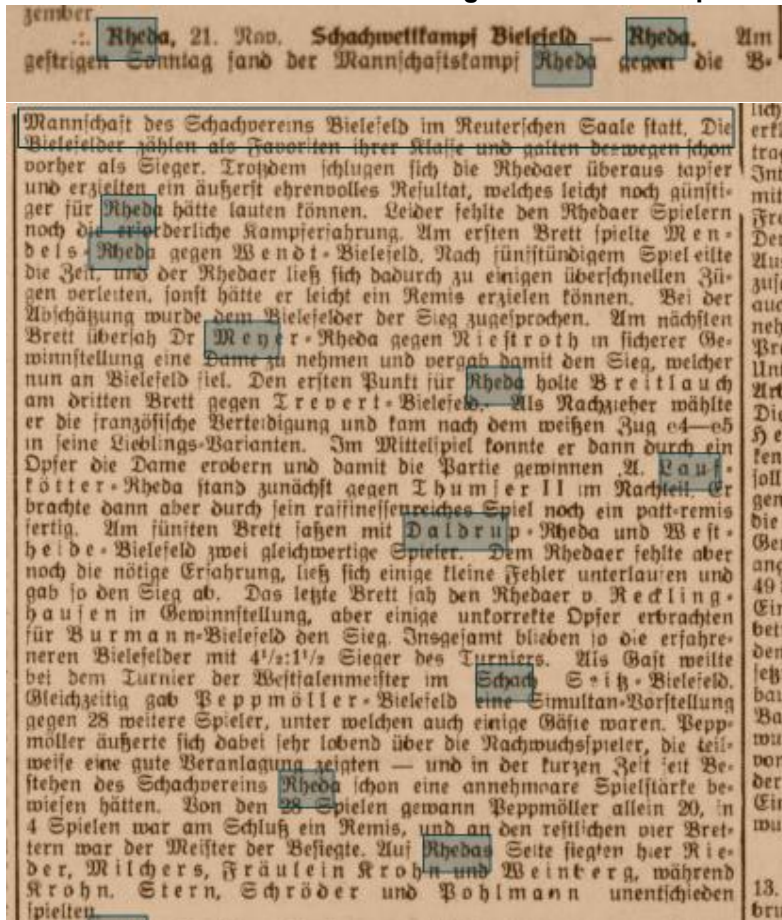 zember.
.:. Rheda, 21. Nov. Schachwettkampf Bielefeld — Rheda. Am
gestrigen Sonntag fand der Mannschaftskampf Rheda gegen die B-
Mannschaft des Schachvereins Bielefeld im Reuterschen Saale statt. Die
Bielefelder zählen als Favoriten ihrer Klasse und galten deswegen schon
vorher als Sieger. Trotzdem schlugen sich die Rhedaer überaus tapfer
und erzielten ein äußerst ehrenvolles Resultat, welches leicht noch günsti-
ger für Rheda hätte lauten können. Leider fehlte den Rhedaer Spielern
noch die erforderliche Kampferfahrung. Am ersten Brett spielte Men-
dels-Rheda gegen Wendt-Bielefeld. Nach fünfstündigem Spiel eilte
die Zeit, und der Rhedaer ließ sich dadurch zu einigen überschnellen Zü-
gen verleiten, sonst hätte er leicht ein Remis erzielen können. Bei der
Abschätzung wurde dem Bielefelder der Sieg zugesprochen. Am nächsten
Brett übersah Dr Meyer-Rheda gegen Niestroth in sicherer Ge-
winnstellung eine Dame zu nehmen und vergab damit den Sieg, welcher
nun an Bielefeld fiel. Den ersten Punkt für Rheda holte Breitlauch
am dritten Brett gegen Trevert-Bielefeld. Als Nachzieher wählte
er die französische Verteidigung und kam nach dem weißen Zug e4—e5
in seine Lieblings-Varianten. Im Mittelspiel konnte er dann durch ein
Opfer die Dame erobern und damit die Partie gewinnen. A. Lauf-
kötter-Rheda stand zunächst gegen Thumser II im Nachteil. Er
brachte dann aber durch sein raffinessenreiches Spiel noch ein patt-remis
fertig. Am fünften Brett saßen mit Daldrup-Rheda und West-
heide-Bielefeld zwei gleichwertige Spieler. Dem Rhedaer fehlte aber
noch die nötige Erfahrung, ließ sich einige kleine Fehler unterlaufen und
gab so den Sieg ab. Das letzte Brett sah den Rhedaer v. Reckling-
hausen in Gewinnstellung, aber einige unkorrekte Opfer erbrachten
für Burmann-Bielefeld den Sieg. Insgesamt blieben so die erfahre-
neren Bielefelder mit 4½:1½ Sieger des Turniers. Als Gast weilte
bei dem Turnier der Westfalenmeister im Schach Seitz-Bielefeld.
Gleichzeitig gab Peppmöller-Bielefeld eine Simultan-Vorstellung
gegen 28 weitere Spieler, unter welchen auch einige Gäste waren. Pepp-
möller äußerte sich dabei sehr lobend über die Nachwuchsspieler, die teil-
weise eine gute Veranlagung zeigten — und in der kurzen Zeit seit Be-
stehen des Schachvereins Rheda schon eine annehmbare Spielstärke be-
wiesen hätten. Von den 28 Spielen gewann Peppmöller allein 20, in
4 Spielen war am Schluß ein Remis, und an den restlichen vier Bret-
tern war der Meister der Besiegte. Auf Rhedas Seite siegten hier Rie-
der, Milchers, Fräulein Krohn und Weinberg, während
Krohn, Stern, Schröder und Pohlmann unentschieden
spielten.